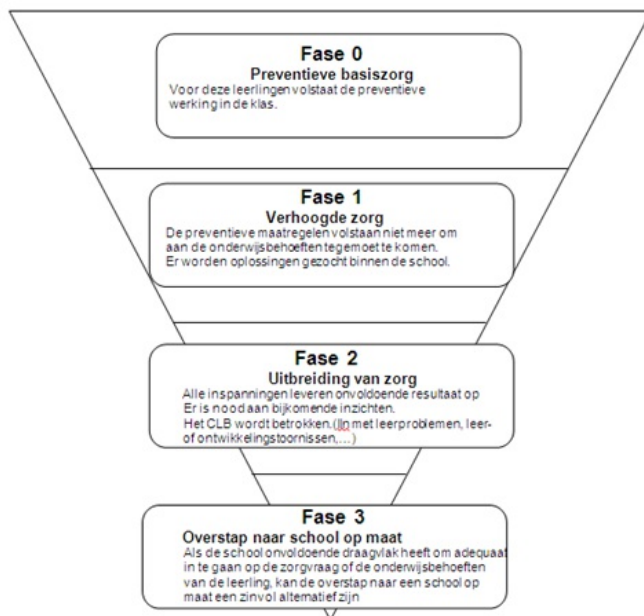 Fase 0
Preventieve basiszorg
Voor deze leerlingen volstaat de preventieve
werking in de klas.
Fase 1
Verhoogde zorg
De preventieve maatregelen volstaan niet meer om
aan de onderwijsbehoeften tegemoet te komen.
Er worden oplossingen gezocht binnen de school.
Fase 2
Uitbreiding van zorg
Alle inspanningen leveren onvoldoende resultaat op
Er is nood aan bijkomende inzichten.
Het CLB wordt betrokken.(lln met leerproblemen, leer-
of ontwikkelingstoornissen,...)
Fase 3
Overstap naar school op maat
Als de school onvoldoende draagvlak heeft om adequaat
in te gaan op de zorgvraag of de onderwijsbehoeften
van de leerling, kan de overstap naar een school op
maat een zinvol alternatief zijn